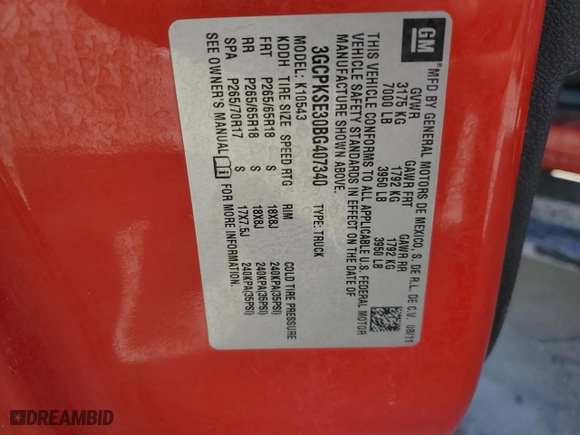 GM
MFD BY GENERAL MOTORS DE MEXICO, S. DE R.L. DE C.V. 08/11
GVWR GAWR FRT GAWR RR
3175 KG 1792 KG 1792 KG
7000 LB 3950 LB 3950 LB
THIS VEHICLE CONFORMS TO ALL APPLICABLE U.S. FEDERAL MOTOR
VEHICLE SAFETY STANDARDS IN EFFECT ON THE DATE OF
MANUFACTURE SHOWN ABOVE.
3GCPKSE30BG407340 TYPE: TRUCK
MODEL: K10543
KDDH TIRE SIZE SPEED RTG RIM COLD TIRE PRESSURE
FRT P265/65R18 S 18X8J 240KPA(35PSI)
RR P265/65R18 S 18X8J 240KPA(35PSI)
SPA P265/70R17 S 17X7.5J 240KPA(35PSI)
SEE OWNER'S MANUAL FOR MORE INFORMATION.
DREAMBID